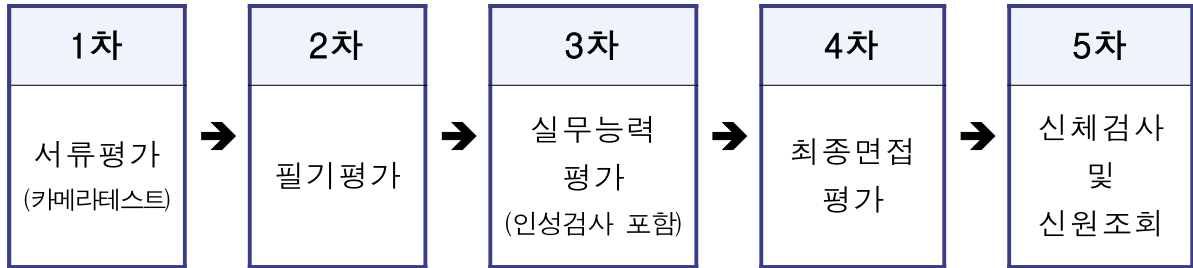 1차
서류평가
(카메라테스트)
➔
2차
필기평가
➔
3차
실무능력
평가
(인성검사 포함)
➔
4차
최종면접
평가
➔
5차
신체검사
및
신원조회